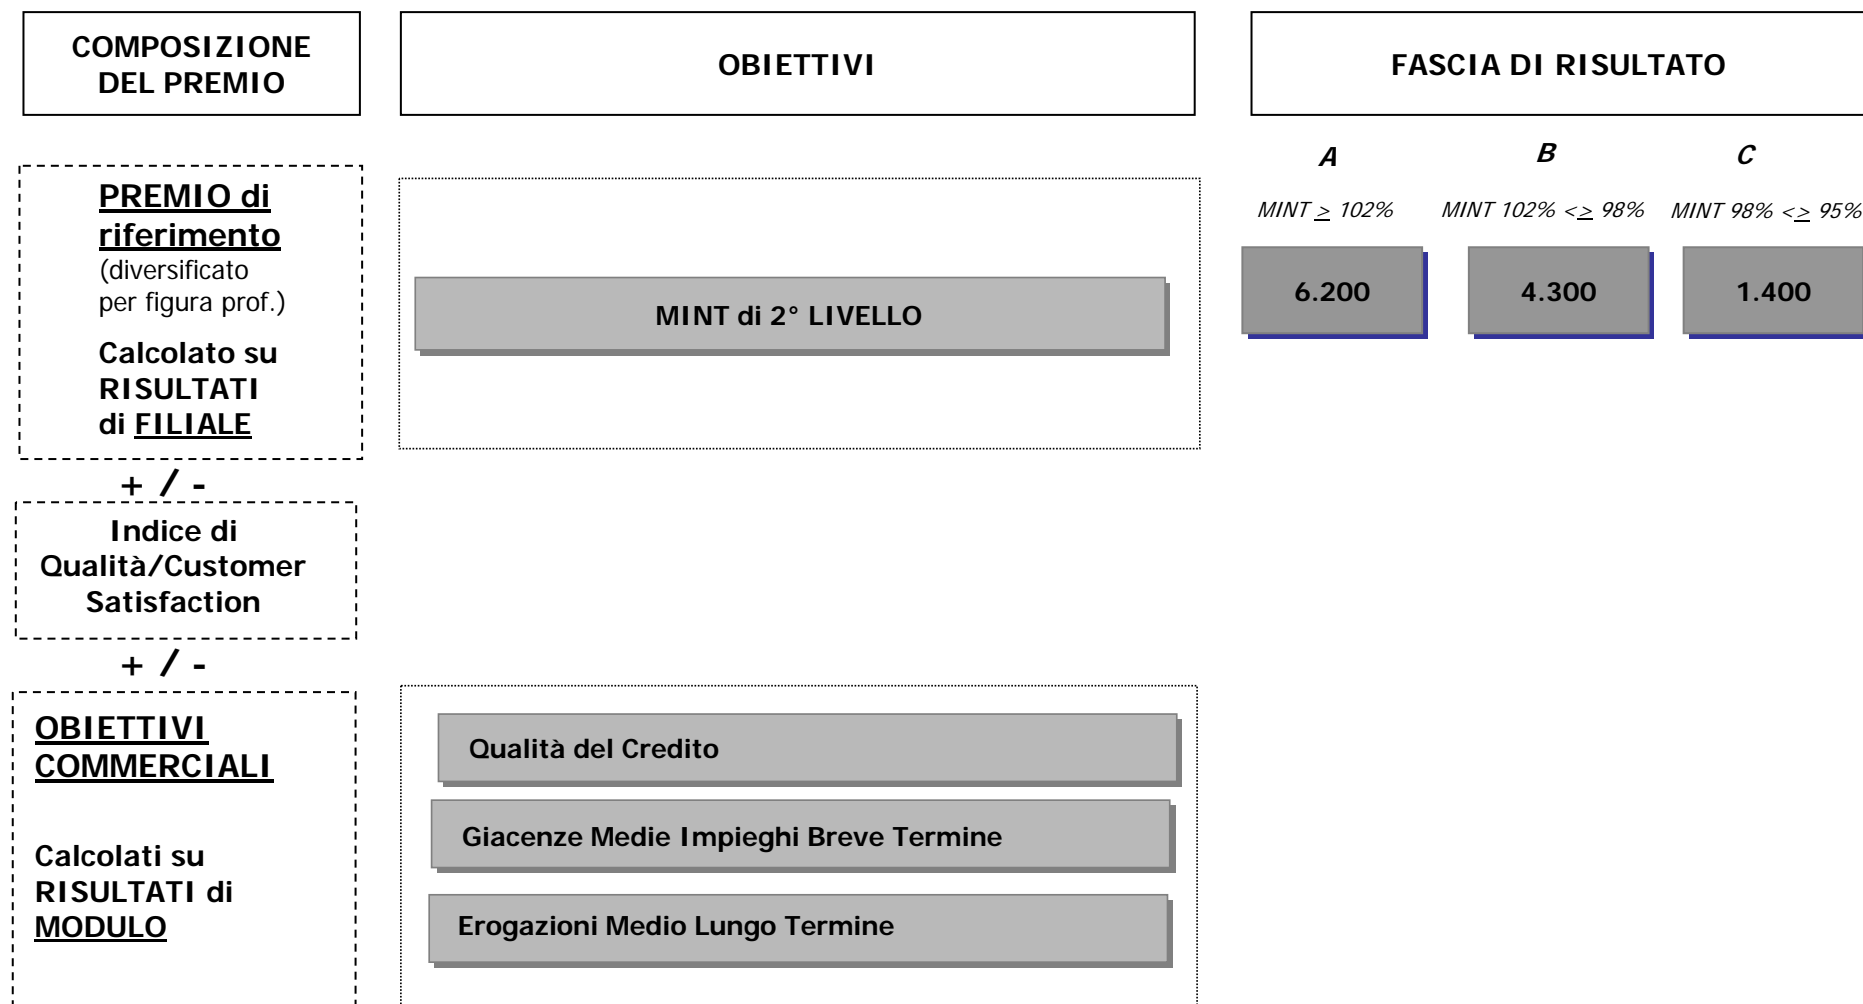 COMPOSIZIONE
DEL PREMIO
OBIETTIVI
FASCIA DI RISULTATO
A
B
C
MINT ≥ 102%
MINT 102% <≥ 98%
MINT 98% <≥ 95%
PREMIO di
riferimento
(diversificato
per figura prof.)
Calcolato su
RISULTATI
di FILIALE
MINT di 2° LIVELLO
6.200
4.300
1.400
+ / -
Indice di
Qualità/Customer
Satisfaction
+ / -
OBIETTIVI
COMMERCIALI
Calcolati su
RISULTATI di
MODULO
Qualità del Credito
Giacenze Medie Impieghi Breve Termine
Erogazioni Medio Lungo Termine